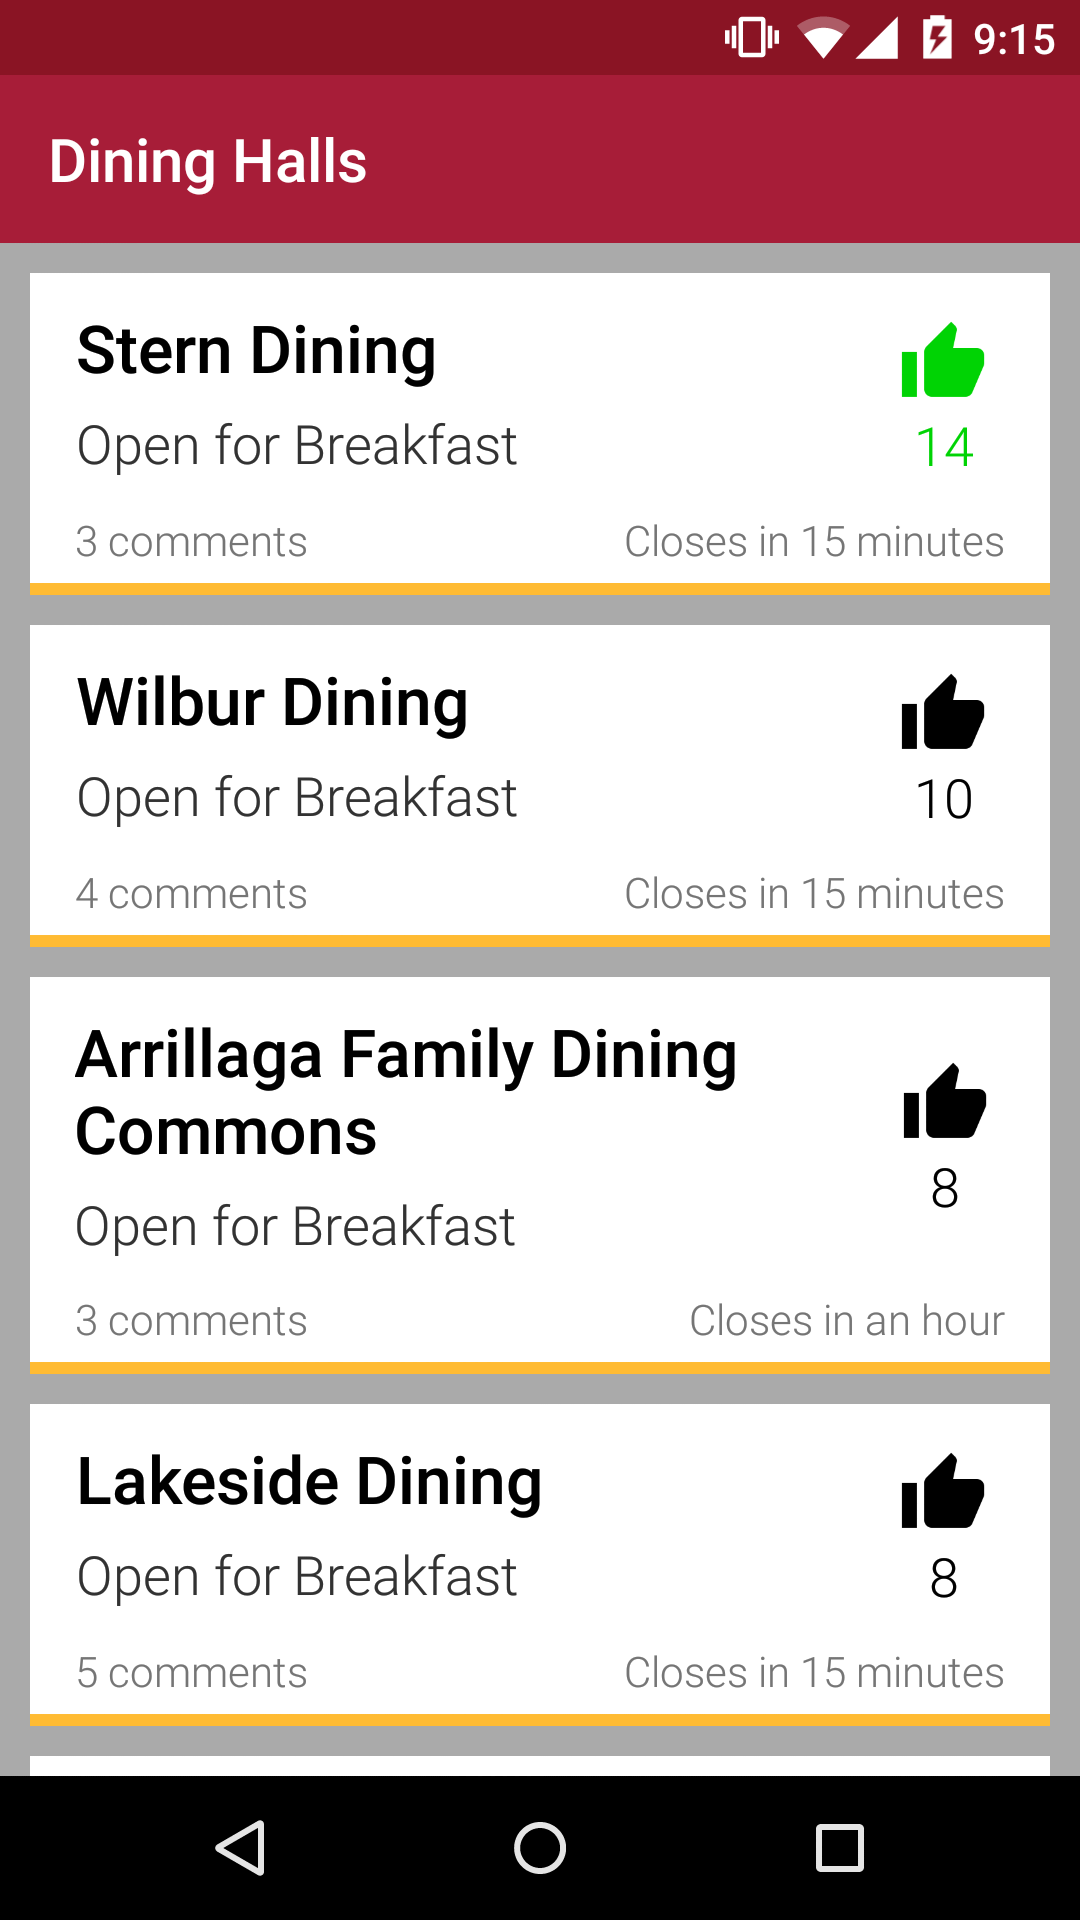 9:15
Dining Halls
Stern Dining
Open for Breakfast
14
3 comments
Closes in 15 minutes
Wilbur Dining
Open for Breakfast
10
4 comments
Closes in 15 minutes
Arrillaga Family Dining
Commons
8
Open for Breakfast
3 comments
Closes in an hour
Lakeside Dining
Open for Breakfast
8
5 comments
Closes in 15 minutes